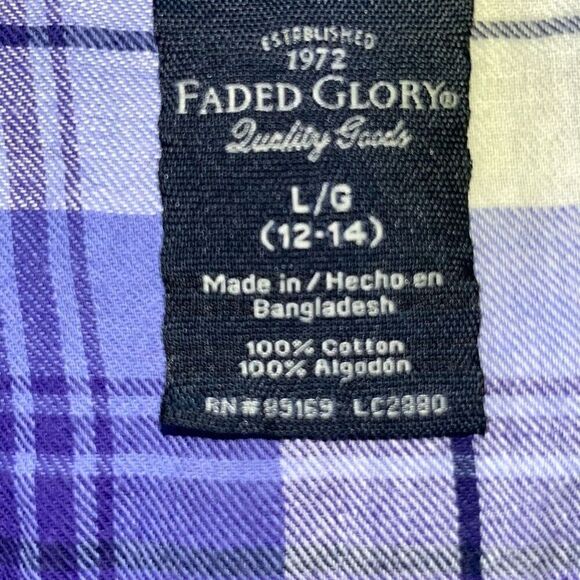 ESTABLISHED
1972
FADED GLORY®
Quality Goods
L/G
(12-14)
Made in / Hecho en
Bangladesh
100% Cotton
100% Algodón
RN # LC2880